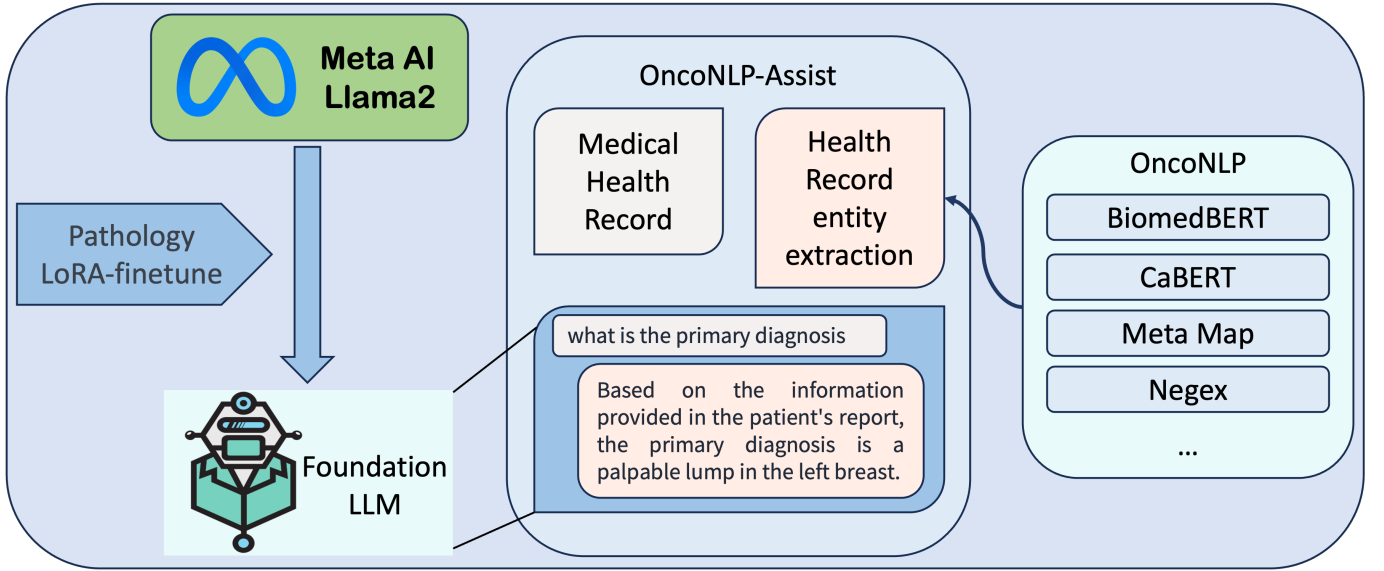 Meta AI
Llama2
Pathology
LoRA-finetune
Foundation
LLM
OncoNLP-Assist
Medical
Health
Record
Health
Record
entity
extraction
what is the primary diagnosis
Based on the information
provided in the patient's report,
the primary diagnosis is a
palpable lump in the left breast.
OncoNLP
BiomedBERT
CaBERT
Meta Map
Negex
...